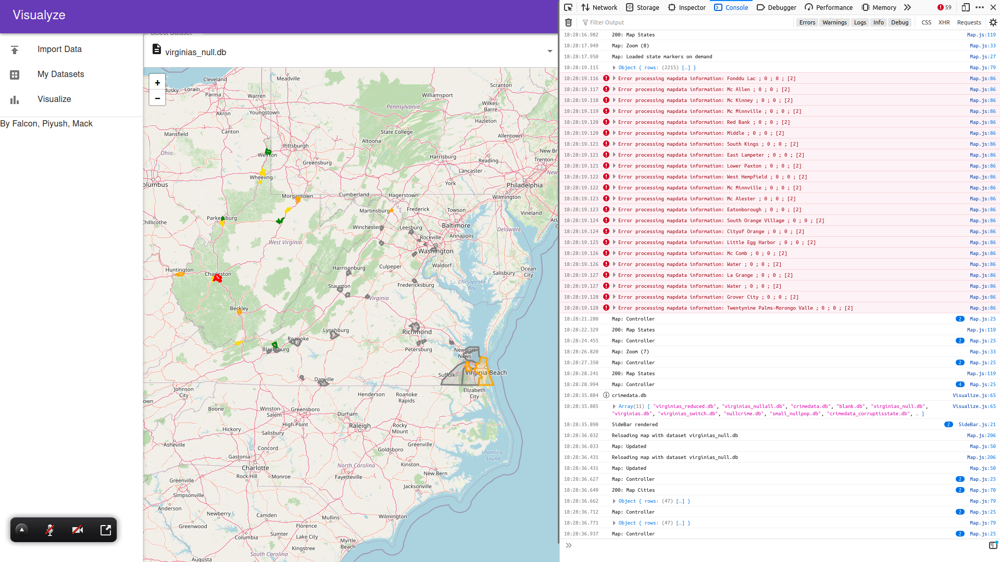 Visualyze
Import Data
My Datasets
Visualize
By Falcon, Piyush, Mack
Select Dataset
virginias_null.db
+
−
Cleveland
Meadville
Scranton
dusky
Lorain
Parma
Warren
Williamsport
Wilkes-
Barre
Akron
Youngstown
Pennsylvania
Hazleton
Mansfield
Canton
State College
Allentown
Altoona
Pittsburgh
New Br
Ohio
Weirton
Harrisburg
Reading
Trenton
Greensburg
Lancaster
New
Wheeling
olumbus
York
Philadelphia
Morgantown
Cumberland
Hagerstown
Wilmington
Martinsburg
Frederick
Towson
Vineland
Parkersburg
Chillicothe
Winchester
Leesburg
Baltimore
Delaware
Atla
Cit
Rockville
Annapolis
West Virginia
Washington
Huntington
Charleston
Harrisonburg
Culpeper
Waldorf
Salisbury
Ocean
City
Staunton
Fredericksburg
Chesapeake
Bay
Virginia
Beckley
Lynchburg
Richmond
Roanoke
Blacksburg
Petersburg
Newport
News
Suffolk
Virginia Beach
Danville
Johnson
City
Elizabeth
City
Henderson
Roanoke
Rapids
own
Boone
Winston-
Salem
Greensboro
Durham
High Point
Raleigh
Rocky
Mount
Hickory
Salisbury
Asheville
Concord
Greenville
Goldsboro
Pamlico
Sound
Gastonia
North Carolina
Kinston
Charlotte
Rock Hill
Monroe
Fayetteville
New Bern
Greenville
Jacksonville
Simpsonville
Anderson
Newberry
Camden
Mullins
Wilmington
Greenwood
Florence
Columbia
Sumter
Lake City
Myrtle
Beach
Kingstree
South Carolina
Augusta
Network Storage Inspector Console Debugger Performance Memory 59
Filter Output Errors Warnings Logs Info Debug CSS XHR Requests
18:28:16.982 200: Map States Map.js:119
18:28:17.949 Map: Zoom (8) Map.js:33
18:28:17.950 Map: Loaded state markers on demand Map.js:27
18:28:19.115 Object { rows: (2215) […] } Map.js:79
18:28:19.116 Error processing mapdata information: Fonddu Lac ; 0 ; 0 ; [2] Map.js:86
18:28:19.117 Error processing mapdata information: Mc Allen ; 0 ; 0 ; [2] Map.js:86
18:28:19.118 Error processing mapdata information: Mc Kinney ; 0 ; 0 ; [2] Map.js:86
18:28:19.119 Error processing mapdata information: Mc Minnville ; 0 ; 0 ; [2] Map.js:86
18:28:19.120 Error processing mapdata information: Red Bank ; 0 ; 0 ; [2] Map.js:86
18:28:19.120 Error processing mapdata information: Middle ; 0 ; 0 ; [2] Map.js:86
18:28:19.121 Error processing mapdata information: South Kings ; 0 ; 0 ; [2] Map.js:86
18:28:19.121 Error processing mapdata information: East Lampeter ; 0 ; 0 ; [2] Map.js:86
18:28:19.121 Error processing mapdata information: Lower Paxton ; 0 ; 0 ; [2] Map.js:86
18:28:19.122 Error processing mapdata information: West Hempfield ; 0 ; 0 ; [2] Map.js:86
18:28:19.122 Error processing mapdata information: Mc Minnville ; 0 ; 0 ; [2] Map.js:86
18:28:19.123 Error processing mapdata information: Mc Alester ; 0 ; 0 ; [2] Map.js:86
18:28:19.123 Error processing mapdata information: Eatonborough ; 0 ; 0 ; [2] Map.js:86
18:28:19.124 Error processing mapdata information: South Orange Village ; 0 ; 0 ; [2] Map.js:86
18:28:19.124 Error processing mapdata information: Cityof Orange ; 0 ; 0 ; [2] Map.js:86
18:28:19.125 Error processing mapdata information: Little Egg Harbor ; 0 ; 0 ; [2] Map.js:86
18:28:19.126 Error processing mapdata information: Mc Comb ; 0 ; 0 ; [2] Map.js:86
18:28:19.126 Error processing mapdata information: Water ; 0 ; 0 ; [2] Map.js:86
18:28:19.127 Error processing mapdata information: La Grange ; 0 ; 0 ; [2] Map.js:86
18:28:19.127 Error processing mapdata information: Water ; 0 ; 0 ; [2] Map.js:86
18:28:19.128 Error processing mapdata information: Grover City ; 0 ; 0 ; [2] Map.js:86
18:28:19.128 Error processing mapdata information: Twentynine Palms-Morongo Valle ; 0 ; 0 ; [2] Map.js:86
18:28:21.280 Map: Controller 2 Map.js:25
18:28:22.329 200: Map States Map.js:119
18:28:24.455 Map: Controller 2 Map.js:25
18:28:26.820 Map: Zoom (7) Map.js:33
18:28:27.350 Map: Controller 2 Map.js:25
18:28:28.241 200: Map States Map.js:119
18:28:28.994 Map: Controller 4 Map.js:25
18:28:35.884 crimedata.db Visualize.js:65
18:28:35.885 Array(11) [ "virginias_reduced.db", "virginias_nullall.db", "crimedata.db", "blank.db", "virginias_null.db", Visualize.js:65
"virginias.db", "virginias_switch.db", "nullcrime.db", "small_nullpop.db", "crimedata_corruptisstate.db", … ]
18:28:35.890 SideBar rendered 2 SideBar.js:21
18:28:36.032 Reloading map with dataset virginias_null.db Map.js:206
18:28:36.033 Map: Updated Map.js:50
18:28:36.431 Reloading map with dataset virginias_null.db Map.js:206
18:28:36.431 Map: Updated Map.js:50
18:28:36.627 Map: Controller 2 Map.js:25
18:28:36.649 200: Map Cities 2 Map.js:70
18:28:36.662 Object { rows: (47) […] } Map.js:79
18:28:36.712 Map: Controller 2 Map.js:25
18:28:36.771 Object { rows: (47) […] } Map.js:79
18:28:36.937 Map: Controller 2 Map.js:25